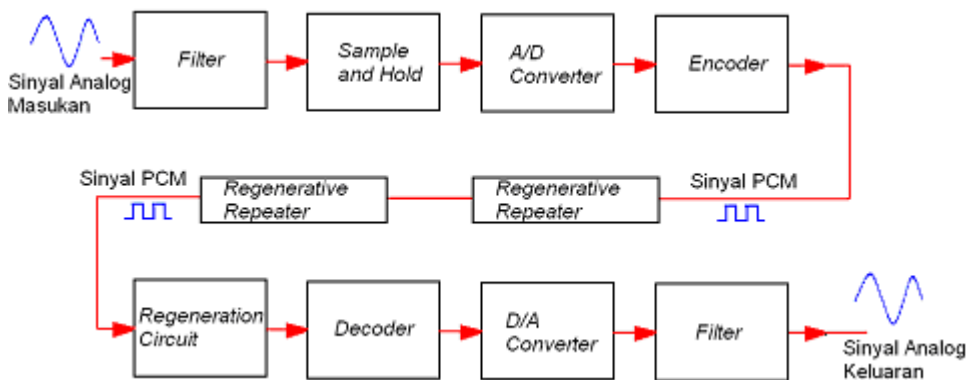 Sinyal Analog
Masukan
Filter
Sample
and Hold
A/D
Converter
Encoder
Sinyal PCM
Regenerative
Repeater
Regenerative
Repeater
Sinyal PCM
Regeneration
Circuit
Decoder
D/A
Converter
Filter
Sinyal Analog
Keluaran